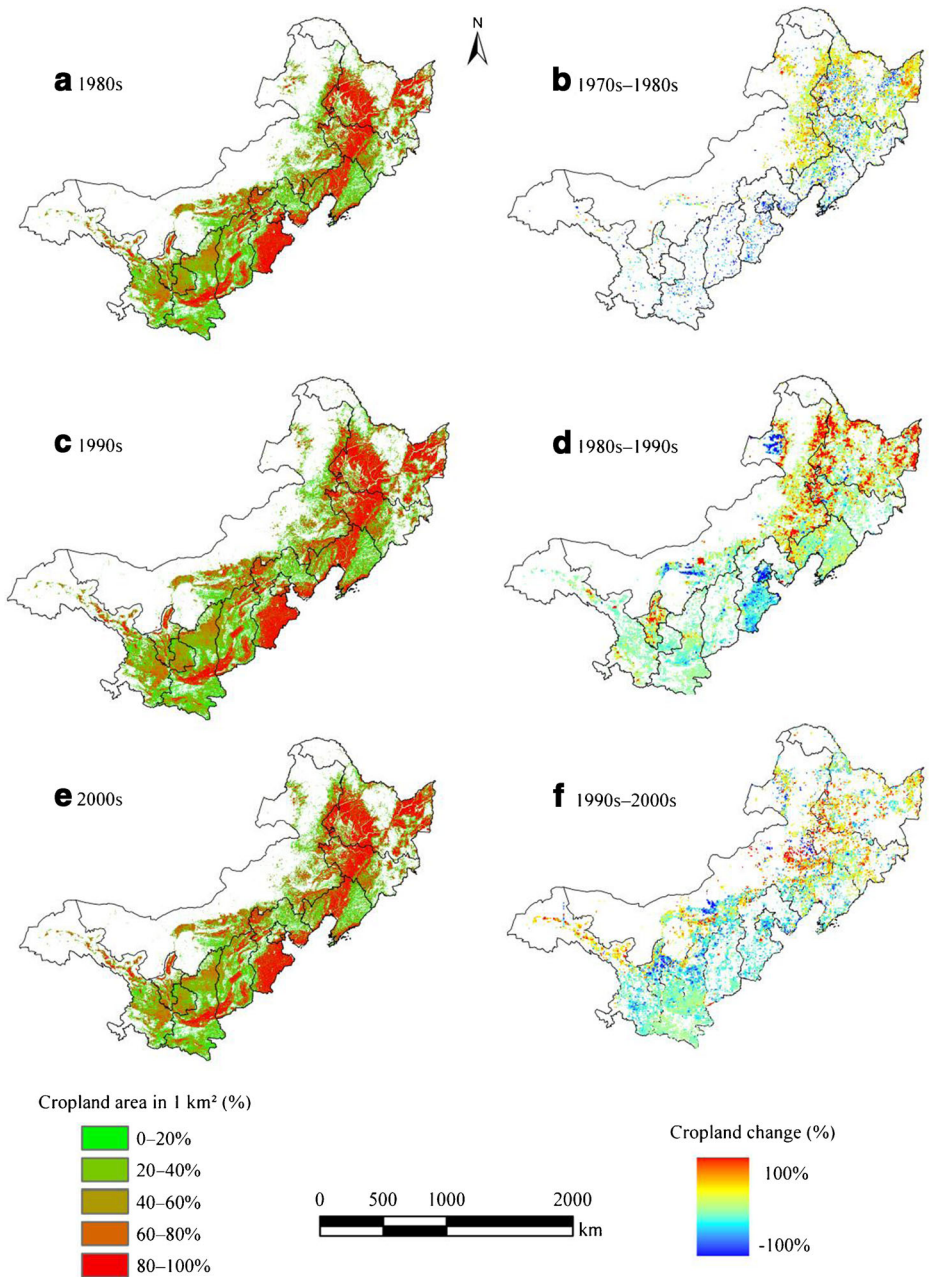 N
a 1980s
b 1970s–1980s
c 1990s
d 1980s–1990s
e 2000s
f 1990s–2000s
Cropland area in 1 km² (%)
0–20%
20–40%
40–60%
60–80%
80–100%
0 500 1000 2000
km
Cropland change (%)
100%
-100%